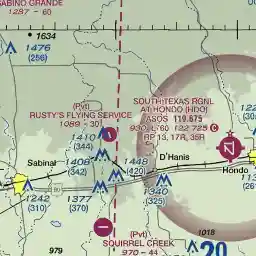 SABINO GRANDE
1287 - 60
1476
(256)
(Pvt)
RUSTY'S FLYING SERVICE
1089 - 30
SOUTH TEXAS RGNL
AT HONDO (HDO)
ASOS 119.675
930 L 60 122.725 C
RP 13, 17R, 35R
1410
(344)
1448
(420)
D'Hanis
Sabinal
Hondo
1408
(346)
1242
(310)
1377
(370)
1340
(325)
979
1018
(Pvt)
SQUIRREL CREEK
970 - 44
20